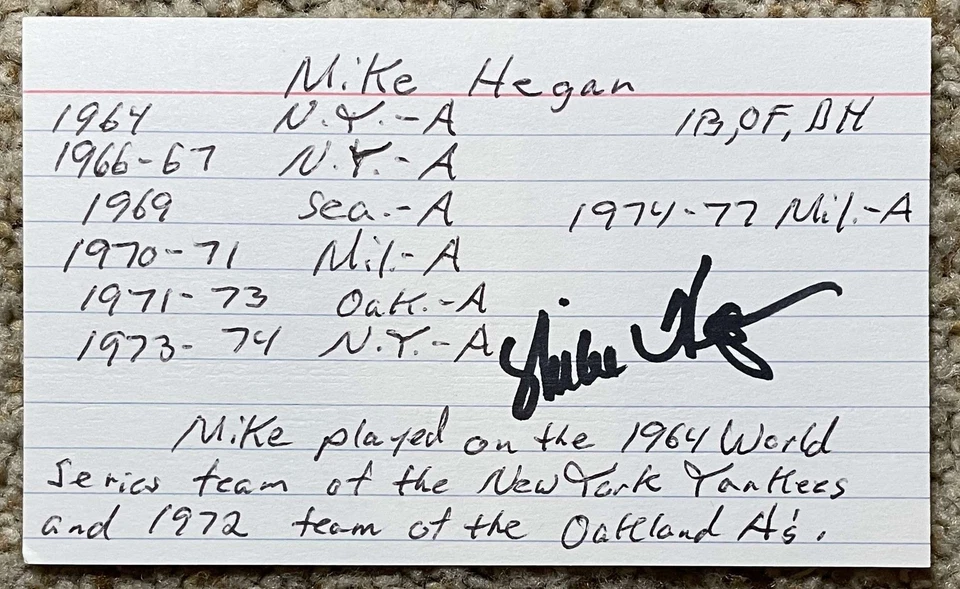 Mike Hegan
1964 N.Y.-A 1B, OF, DH
1966-67 N.Y.-A
1969 Sea.-A 1974-77 Mil.-A
1970-71 Mil.-A
1971-73 Oak.-A
1973-74 N.Y.-A Mike Heg
Mike played on the 1964 World
Series team of the New York Yankees
and 1972 team of the Oakland A's.